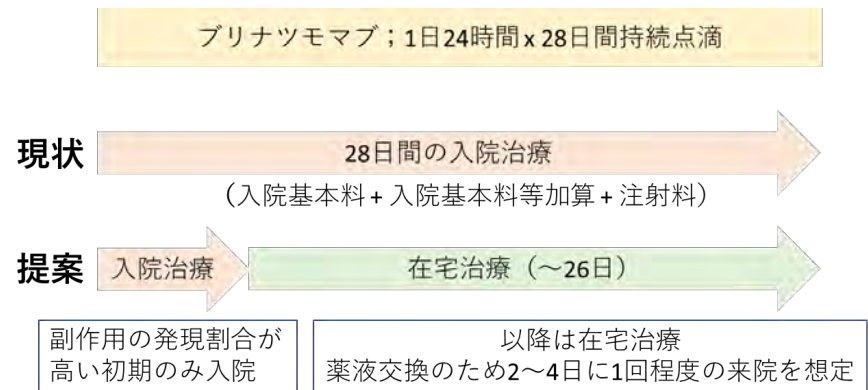 ブリナツモマブ；1日24時間 x 28日間持続点滴
現状
28日間の入院治療
（入院基本料 + 入院基本料等加算 + 注射料）
提案
入院治療
在宅治療（～26日）
副作用の発現割合が
高い初期のみ入院
以降は在宅治療
薬液交換のため2～4日に1回程度の来院を想定